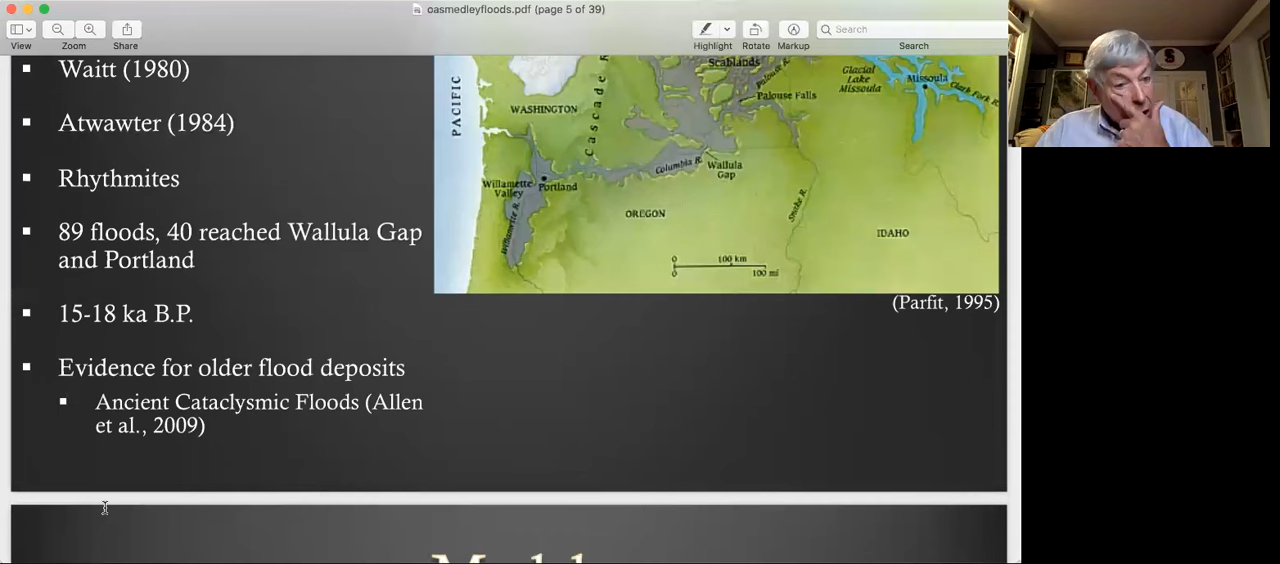 oasmedleyfloods.pdf (page 5 of 39)
Search
View
Zoom
Share
Highlight
Rotate
Markup
Search
▪ Waitt (1980)
▪ Atwawter (1984)
▪ Rhythmites
▪ 89 floods, 40 reached Wallula Gap
and Portland
▪ 15-18 ka B.P.
▪ Evidence for older flood deposits
▪ Ancient Cataclysmic Floods (Allen
et al., 2009)
PACIFIC
WASHINGTON
Cascade R
Scablands
Palouse R.
Palouse Falls
Glacial
Lake
Missoula
Missoula
Clark Fork R.
Columbia R.
Wallula
Gap
Willamette
Valley
Portland
Willamette R.
OREGON
Snake R.
IDAHO
0
100 km
0
100 mi
(Parfit, 1995)